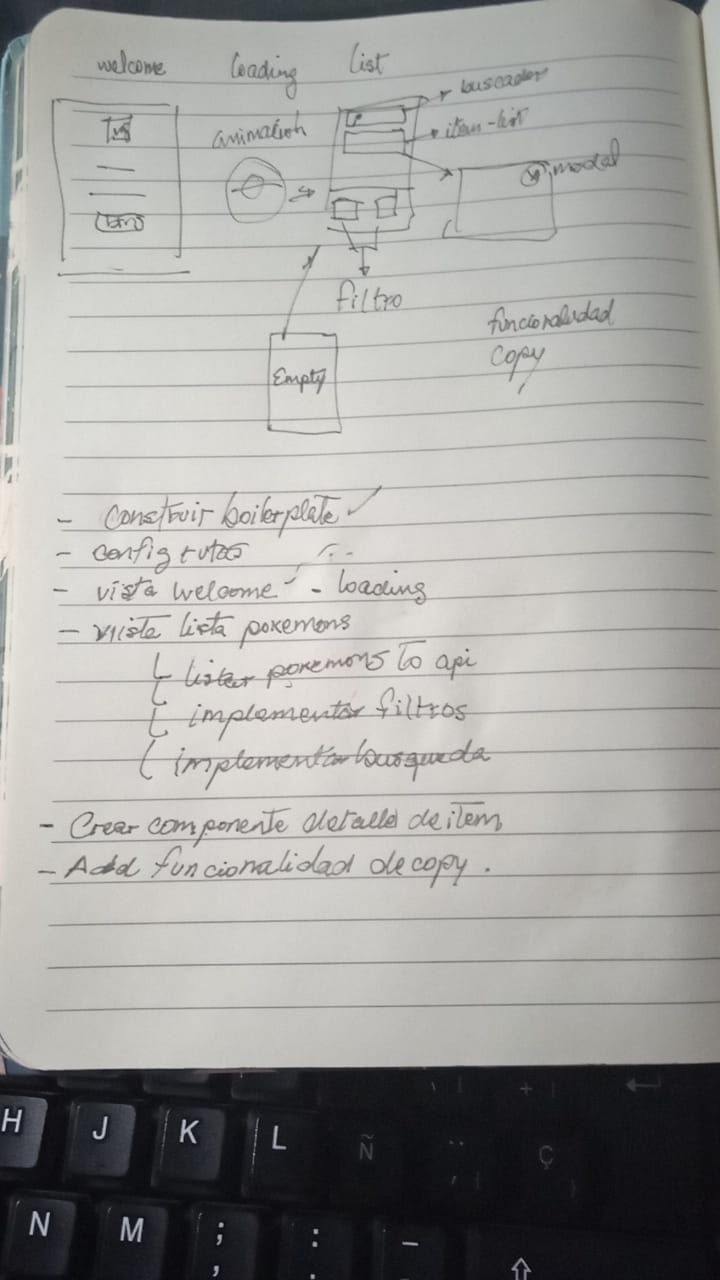 welcome loading list
buscador
animación
item-list
modal
btn
filtro
funcionalidad
copy
Empty
- Construir boilerplate ✓
- config rutas
- vista welcome ✓ - loading
- vista lista pokemons
listar pokemons to api
implementar filtros
implementar busqueda
- Crear componente detalle de item
- Add funcionalidad de copy.
H J K L Ñ Ç
N M ; , : . _